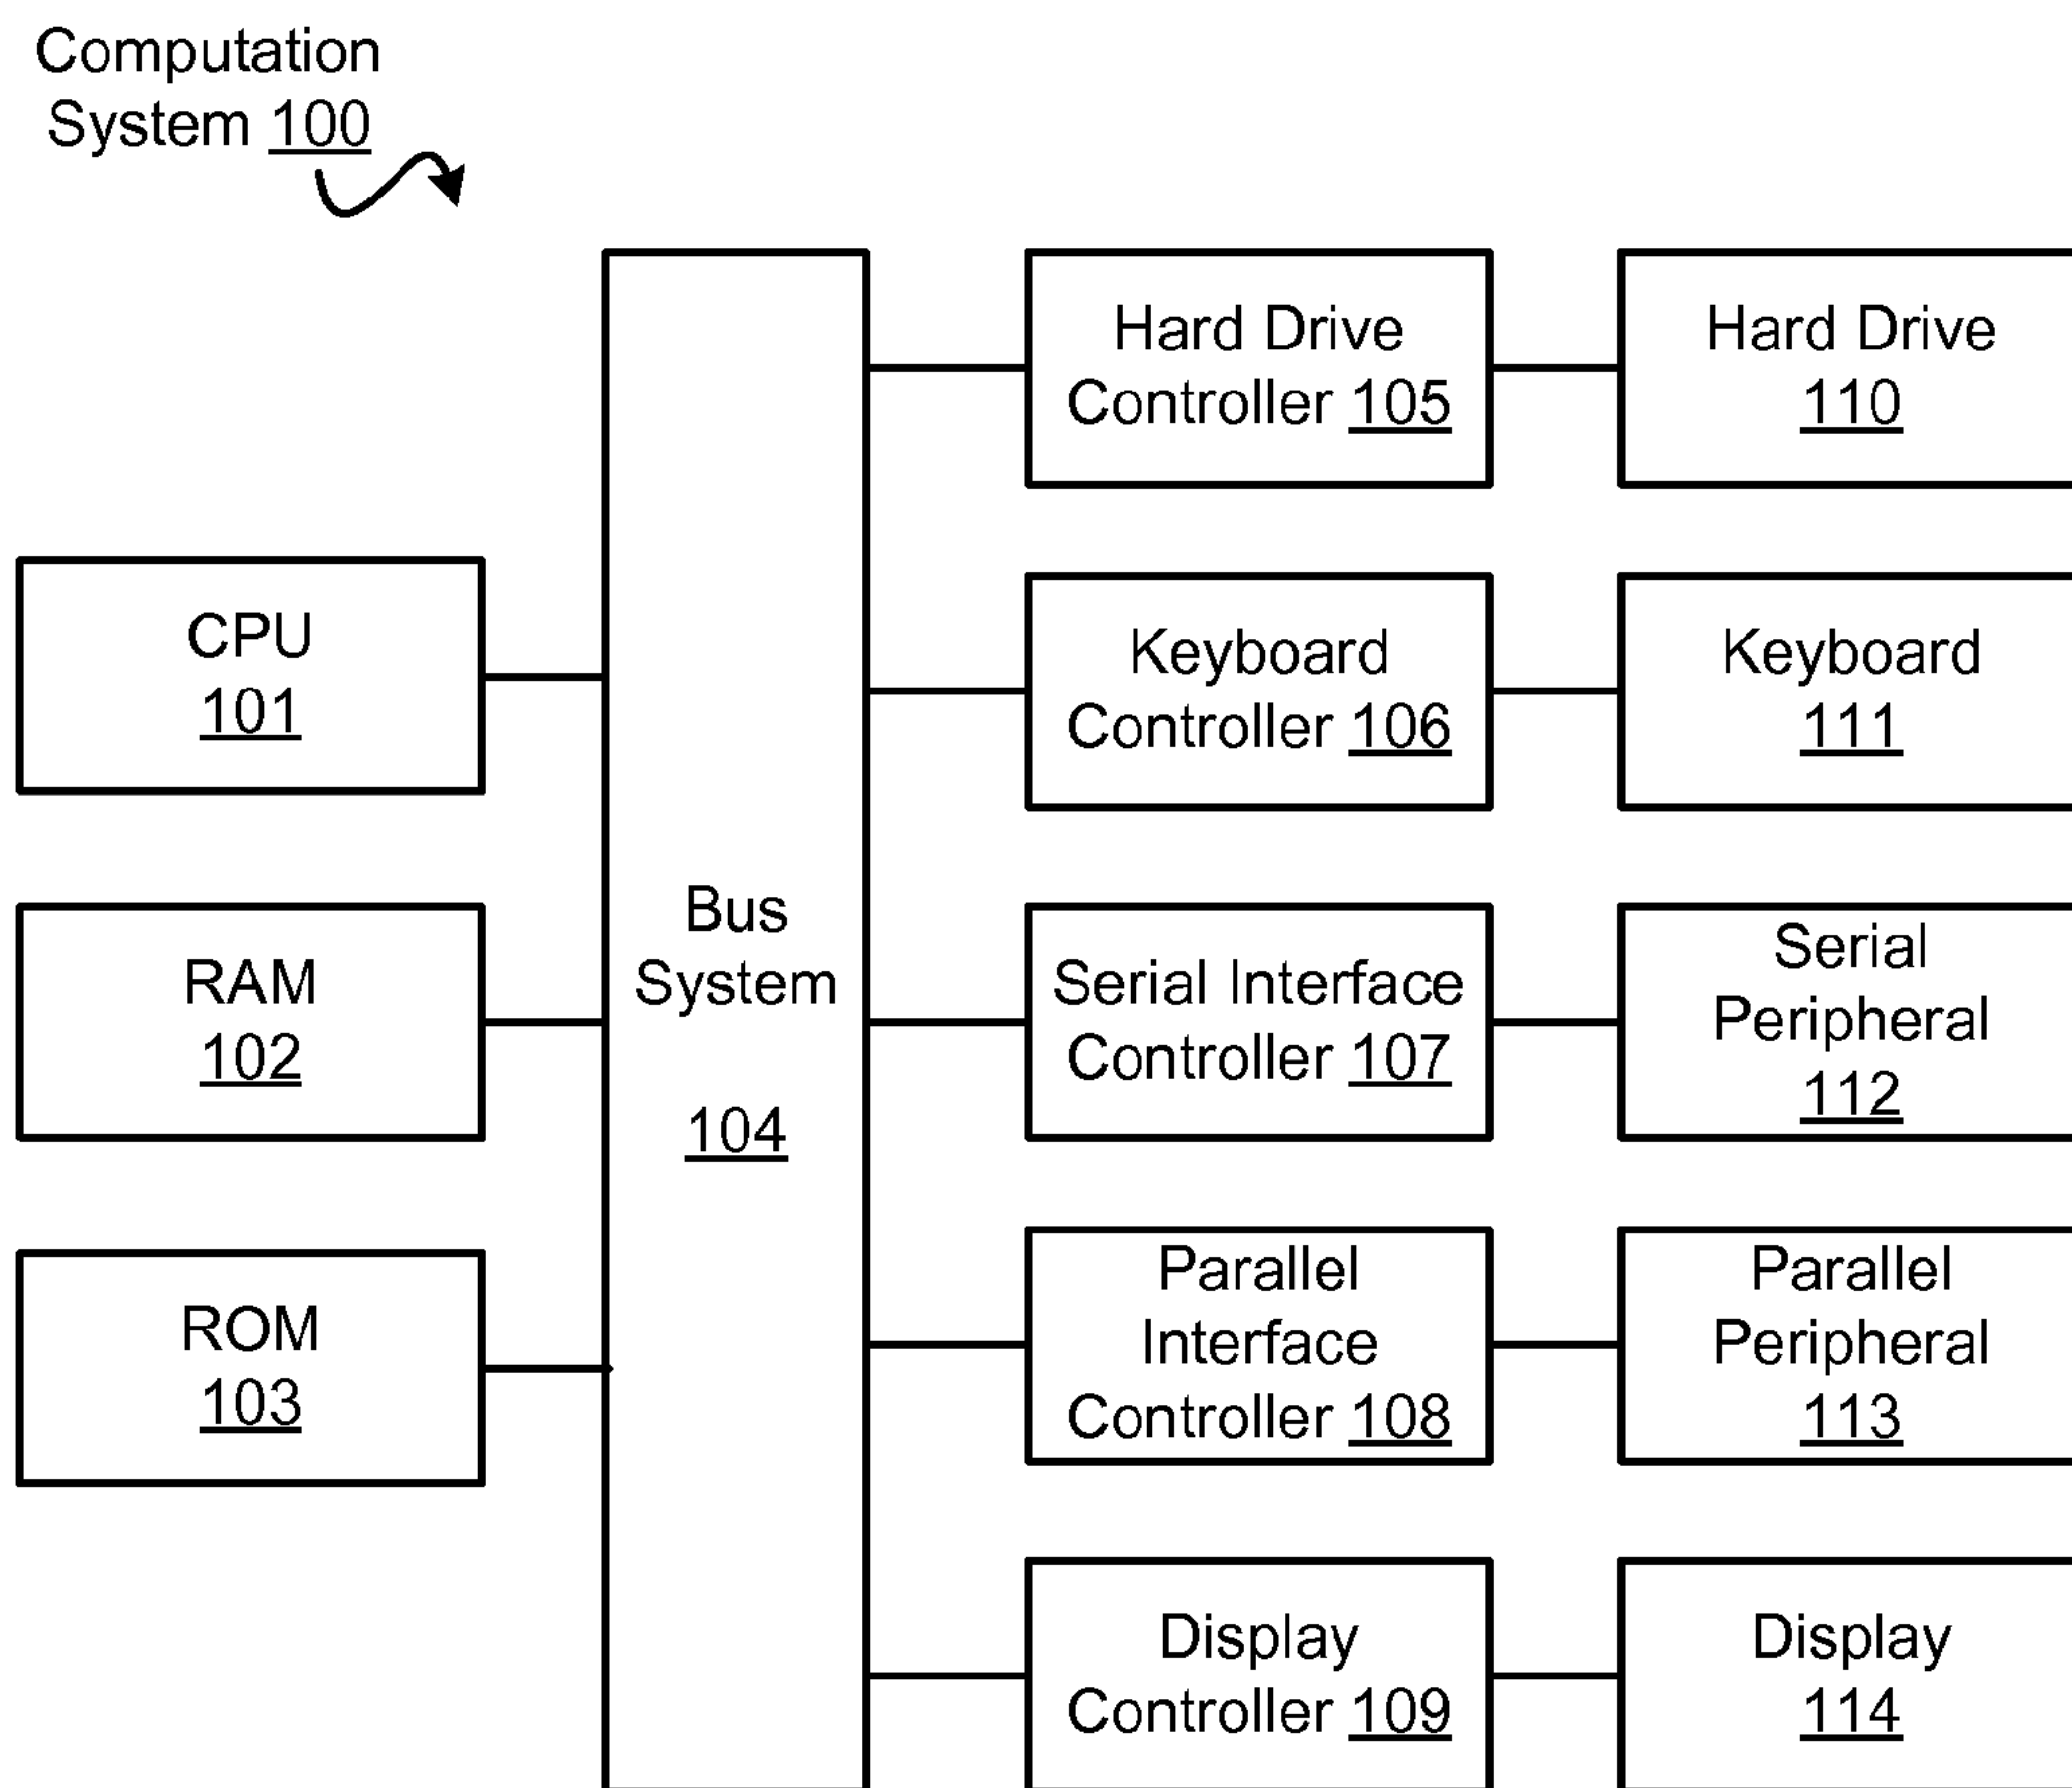 Computation
System 100
Hard Drive
Controller 105
Hard Drive
110
CPU
101
Keyboard
Controller 106
Keyboard
111
Bus
System
104
RAM
102
Serial Interface
Controller 107
Serial
Peripheral
112
ROM
103
Parallel
Interface
Controller 108
Parallel
Peripheral
113
Display
Controller 109
Display
114